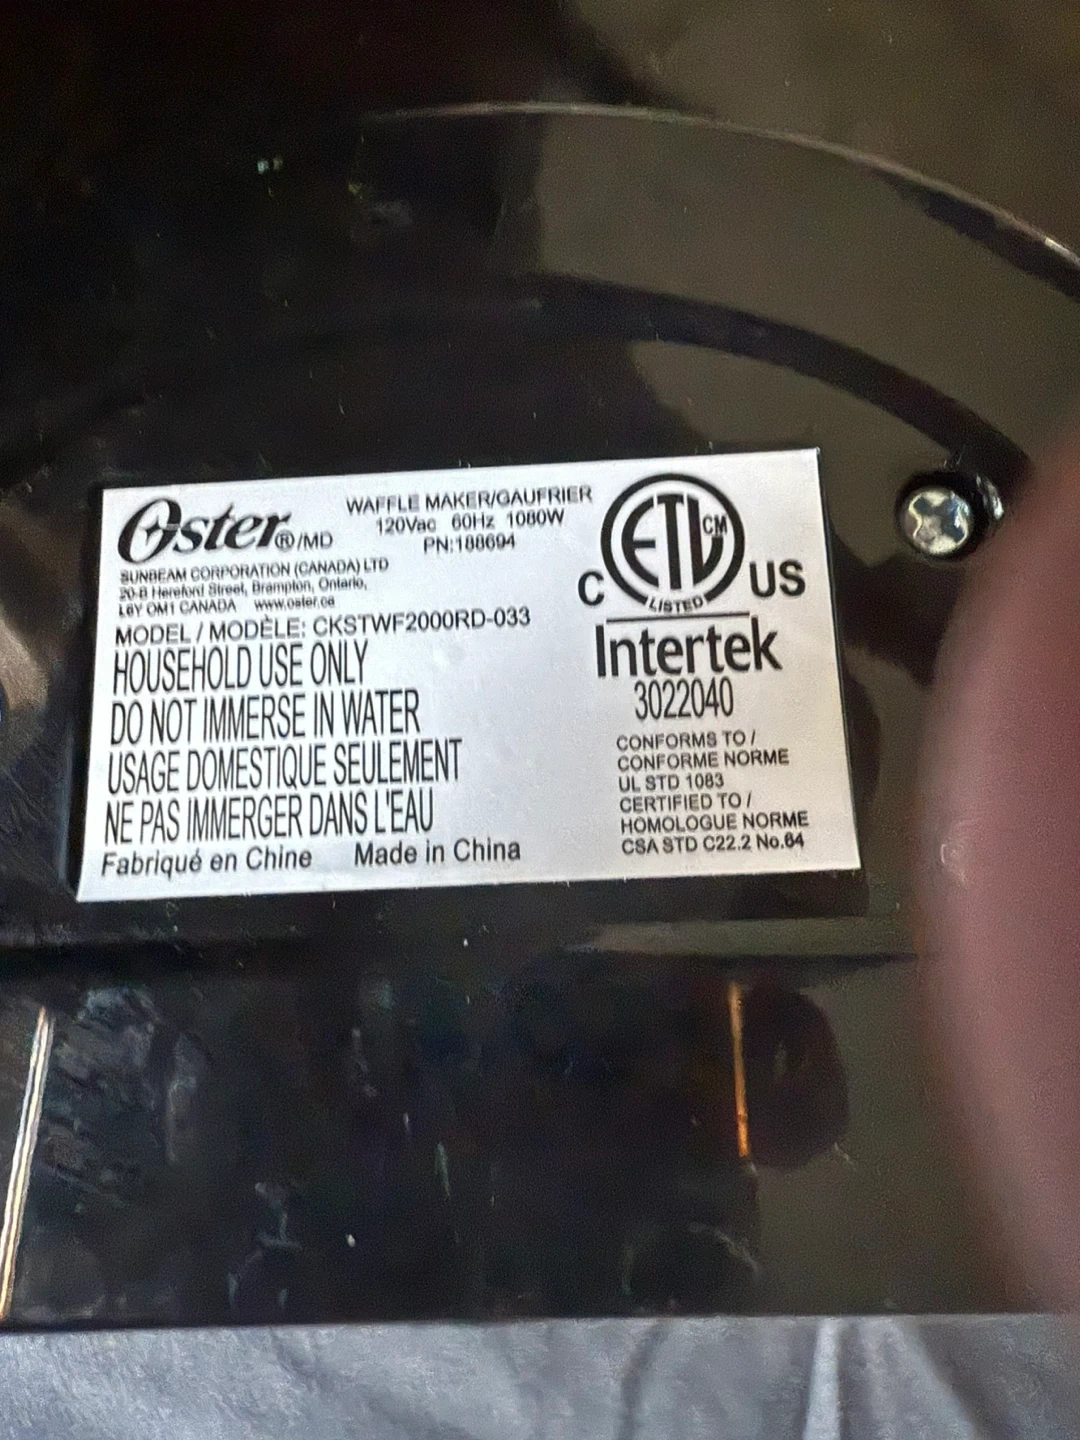 Oster®/MD
WAFFLE MAKER/GAUFRIER
120Vac 60Hz 1080W
PN:188694
SUNBEAM CORPORATION (CANADA) LTD
20-B Hereford Street, Brampton, Ontario,
L6Y 0M1 CANADA www.oster.ca
MODEL / MODÈLE: CKSTWF2000RD-033
HOUSEHOLD USE ONLY
DO NOT IMMERSE IN WATER
USAGE DOMESTIQUE SEULEMENT
NE PAS IMMERGER DANS L'EAU
Fabriqué en Chine Made in China
ETL CM
C US
LISTED
Intertek
3022040
CONFORMS TO /
CONFORME NORME
UL STD 1083
CERTIFIED TO /
HOMOLOGUE NORME
CSA STD C22.2 No.64